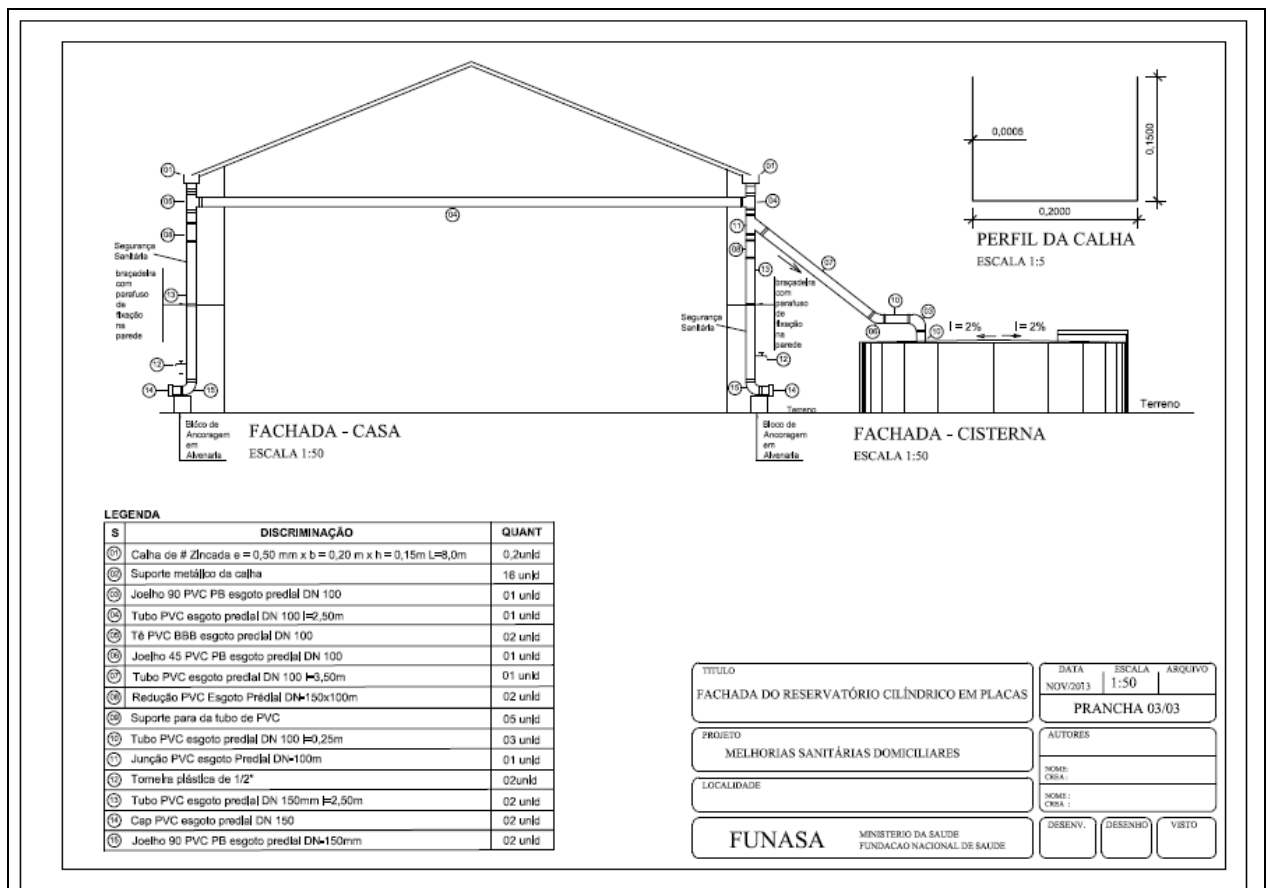 01
01
05
04
04
11
08
08
Segurança
Sanitária
braçadeira
com
parafuso
de
fixação
na
parede
13
12
14
15
07
13
braçadeira
com
parafuso
de
fixação
na
parede
Segurança
Sanitária
12
15
14
10
03
06
10
I = 2%
I = 2%
Terreno
Terreno
Blóco de
Ancoragem
em
Alvenaria
FACHADA - CASA
ESCALA 1:50
Bloco de
Ancoragem
em
Alvenaria
FACHADA - CISTERNA
ESCALA 1:50
0,0005
0,1500
0,2000
PERFIL DA CALHA
ESCALA 1:5
LEGENDA
S DISCRIMINAÇÃO QUANT
01 Calha de # Zincada e = 0,50 mm x b = 0,20 m x h = 0,15m L=8,0m 0,2unid
02 Suporte metálico da calha 16 unid
03 Joelho 90 PVC PB esgoto predial DN 100 01 unid
04 Tubo PVC esgoto predial DN 100 l=2,50m 01 unid
05 Tê PVC BBB esgoto predial DN 100 02 unid
06 Joelho 45 PVC PB esgoto predial DN 100 01 unid
07 Tubo PVC esgoto predial DN 100 l=3,50m 01 unid
08 Redução PVC Esgoto Prédial DN-150x100m 02 unid
09 Suporte para da tubo de PVC 05 unid
10 Tubo PVC esgoto predial DN 100 l=0,25m 03 unid
11 Junção PVC esgoto Predial DN-100m 01 unid
12 Torneira plástica de 1/2" 02unid
13 Tubo PVC esgoto predial DN 150mm l=2,50m 02 unid
14 Cap PVC esgoto predial DN 150 02 unid
15 Joelho 90 PVC PB esgoto predial DN-150mm 02 unid
TITULO
FACHADA DO RESERVATÓRIO CILÍNDRICO EM PLACAS
DATA ESCALA ARQUIVO
NOV/2013 1:50
PRANCHA 03/03
PROJETO
MELHORIAS SANITÁRIAS DOMICILIARES
AUTORES
NOME:
CREA :
NOME :
CREA :
LOCALIDADE
FUNASA
MINISTERIO DA SAUDE
FUNDACAO NACIONAL DE SAUDE
DESENV. DESENHO VISTO